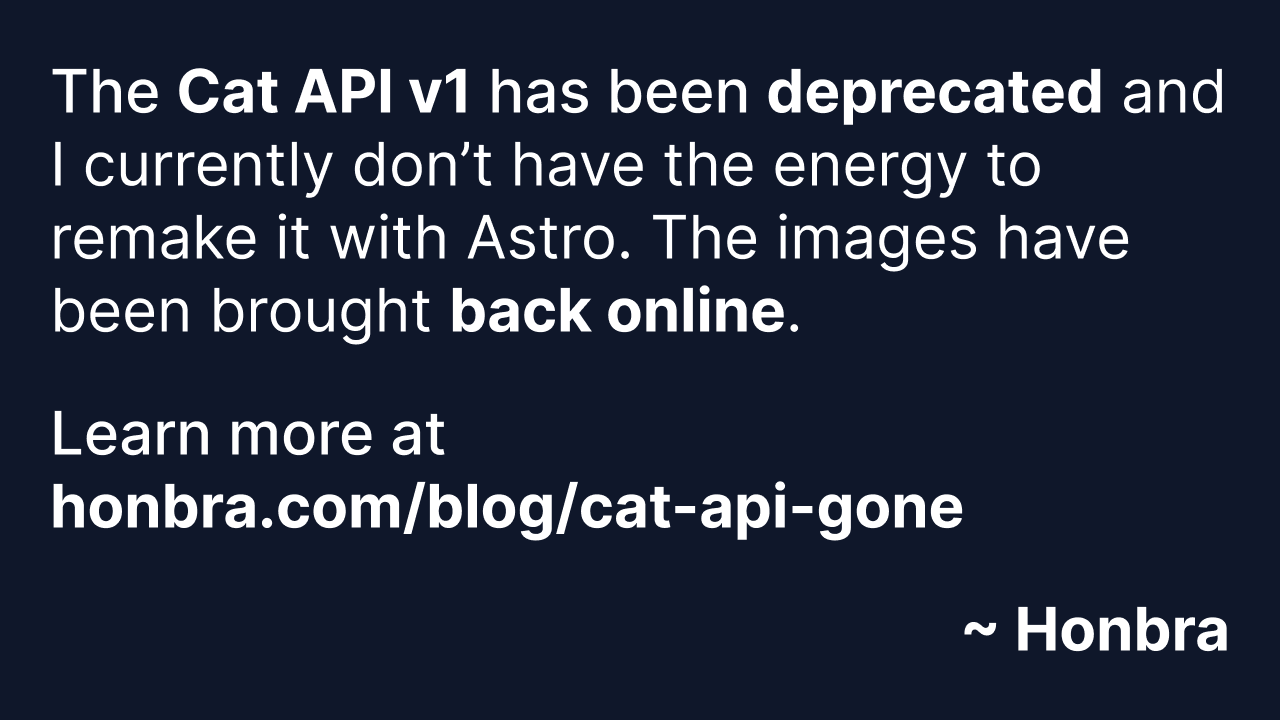 The Cat API v1 has been deprecated and
I currently don’t have the energy to
remake it with Astro. The images have
been brought back online.
Learn more at
honbra.com/blog/cat-api-gone
~ Honbra